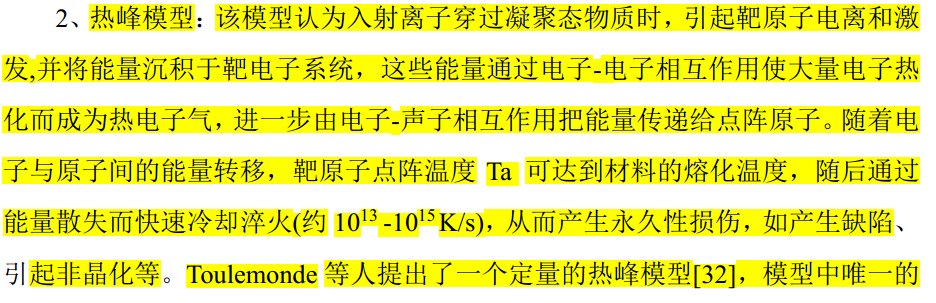 2、热峰模型：该模型认为入射离子穿过凝聚态物质时，引起靶原子电离和激
发,并将能量沉积于靶电子系统，这些能量通过电子-电子相互作用使大量电子热
化而成为热电子气，进一步由电子-声子相互作用把能量传递给点阵原子。随着电
子与原子间的能量转移，靶原子点阵温度 Ta 可达到材料的熔化温度，随后通过
能量散失而快速冷却淬火(约 10¹³ -10¹⁵K/s)，从而产生永久性损伤，如产生缺陷、
引起非晶化等。Toulemonde 等人提出了一个定量的热峰模型[32]，模型中唯一的